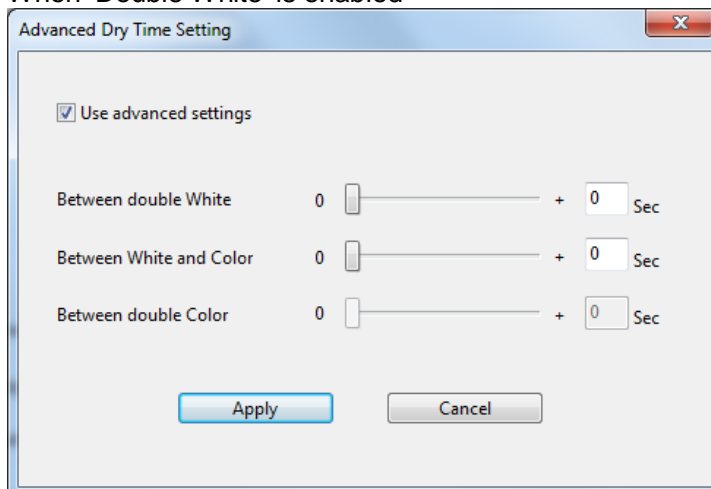 When 'Double White' is enabled
Advanced Dry Time Setting
Use advanced settings
Between double White 0 + 0 Sec
Between White and Color 0 + 0 Sec
Between double Color 0 + 0 Sec
Apply Cancel